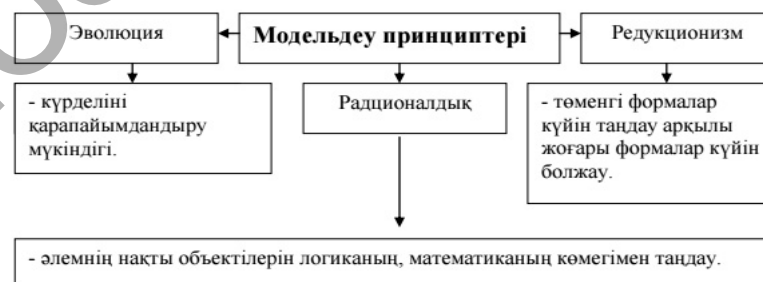 Эволюция
Модельдеу принциптері
Редукционизм
- күрделіні
қарапайымдандыру
мүкіндігі.
Радционалдық
- төменгі формалар
күйін таңдау арқылы
жоғары формалар күйін
болжау.
- әлемнің нақты объектілерін логиканың, математиканың көмегімен таңдау.